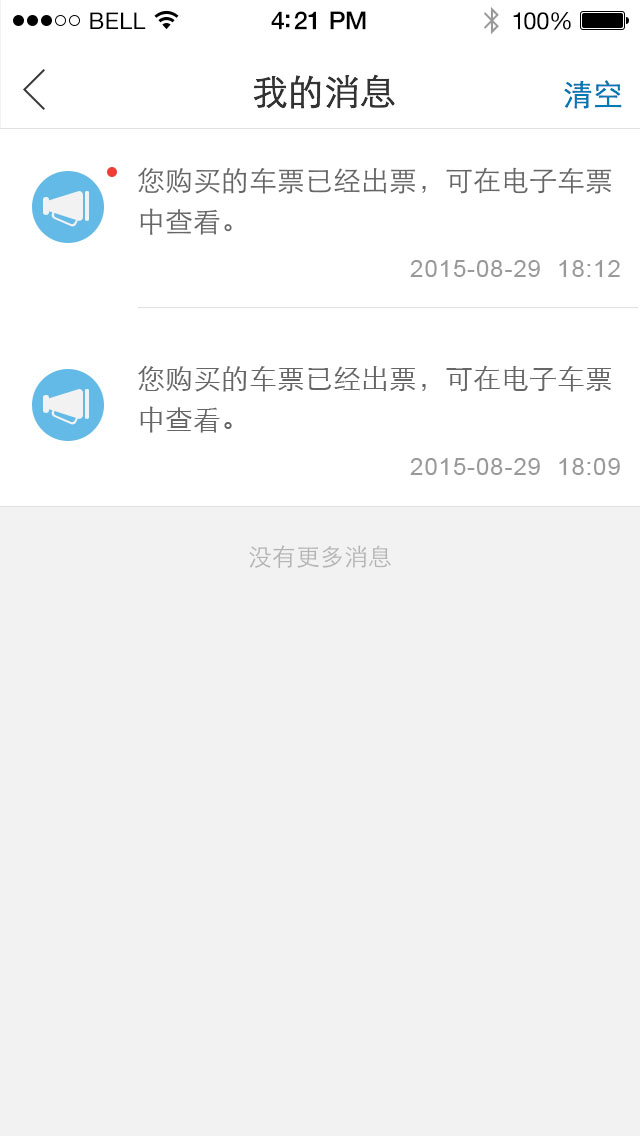 BELL 4:21 PM 100%
我的消息 清空
您购买的车票已经出票，可在电子车票
中查看。
2015-08-29 18:12
您购买的车票已经出票，可在电子车票
中查看。
2015-08-29 18:09
没有更多消息